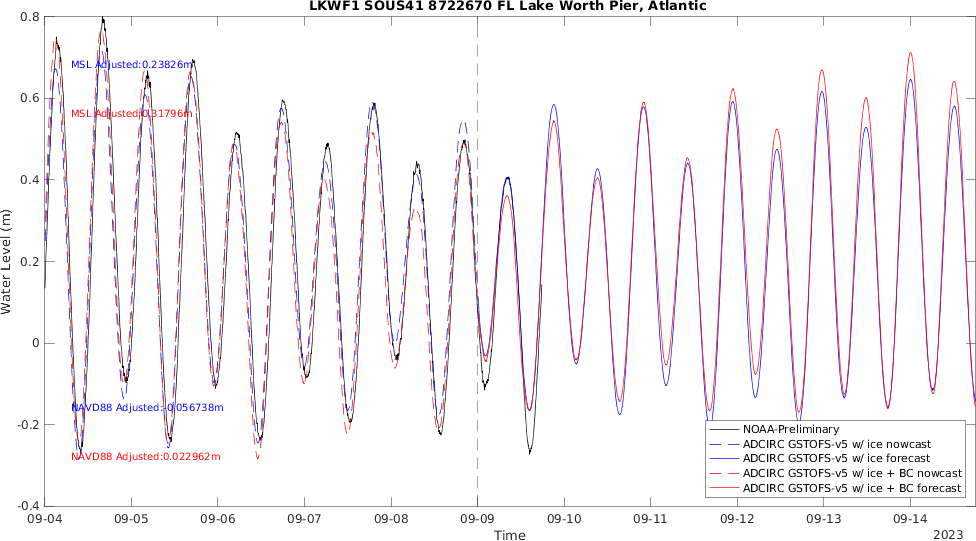 LKWF1 SOUS41 8722670 FL Lake Worth Pier, Atlantic
Water Level (m)
0.8
0.6
0.4
0.2
0
-0.2
-0.4
MSL Adjusted:0.23826m
MSL Adjusted:0.31796m
NAVD88 Adjusted:-0.056738m
NAVD88 Adjusted:0.022962m
NOAA-Preliminary
ADCIRC GSTOFS-v5 w/ ice nowcast
ADCIRC GSTOFS-v5 w/ ice forecast
ADCIRC GSTOFS-v5 w/ ice + BC nowcast
ADCIRC GSTOFS-v5 w/ ice + BC forecast
09-04 09-05 09-06 09-07 09-08 09-09 09-10 09-11 09-12 09-13 09-14
Time
2023